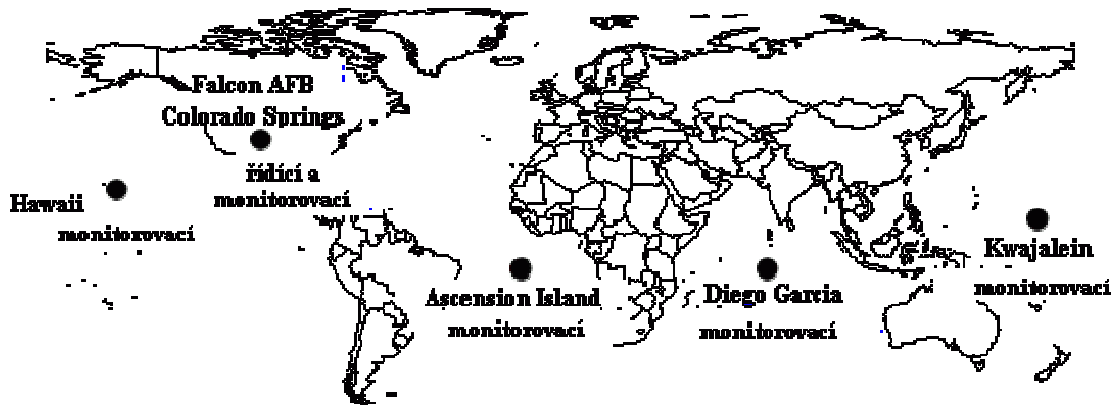 Falcon AFB
Colorado Springs
řídící a
monitorovací
Hawaii
monitorovací
Ascension Island
monitorovací
Diego Garcia
monitorovací
Kwajalein
monitorovací